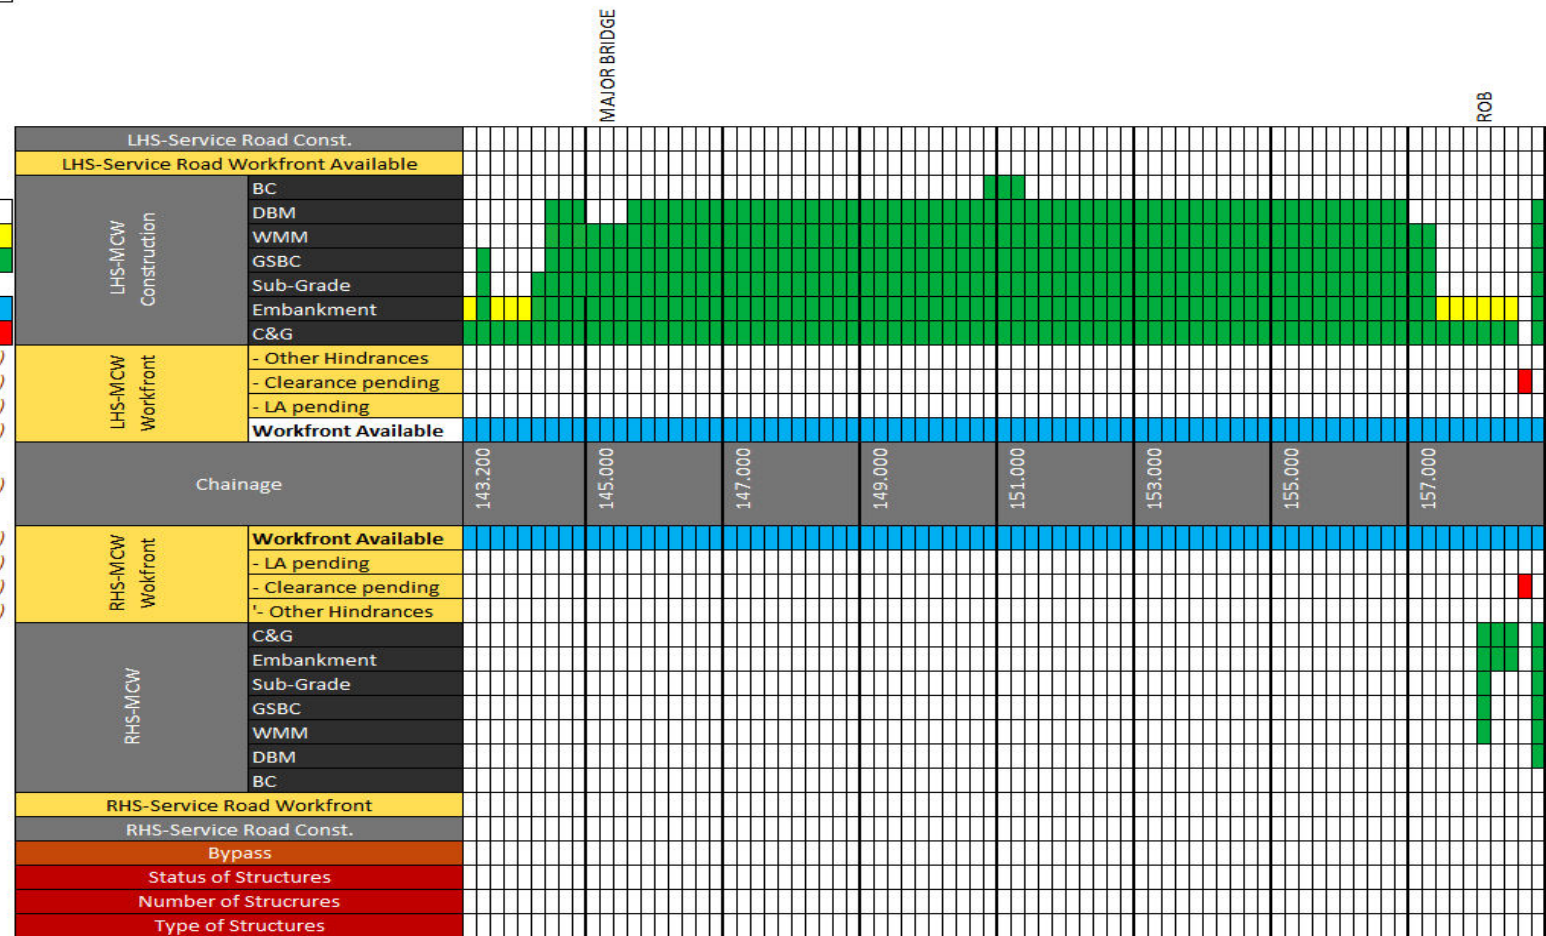 MAJOR BRIDGE
ROB
LHS-Service Road Const.
LHS-Service Road Workfront Available
LHS-MCW
Construction
BC
DBM
WMM
GSBC
Sub-Grade
Embankment
C&G
LHS-MCW
Workfront
- Other Hindrances
- Clearance pending
- LA pending
Workfront Available
Chainage
143.200
145.000
147.000
149.000
151.000
153.000
155.000
157.000
RHS-MCW
Wokfront
Workfront Available
- LA pending
- Clearance pending
'- Other Hindrances
RHS-MCW
C&G
Embankment
Sub-Grade
GSBC
WMM
DBM
BC
RHS-Service Road Workfront
RHS-Service Road Const.
Bypass
Status of Structures
Number of Strucrures
Type of Structures